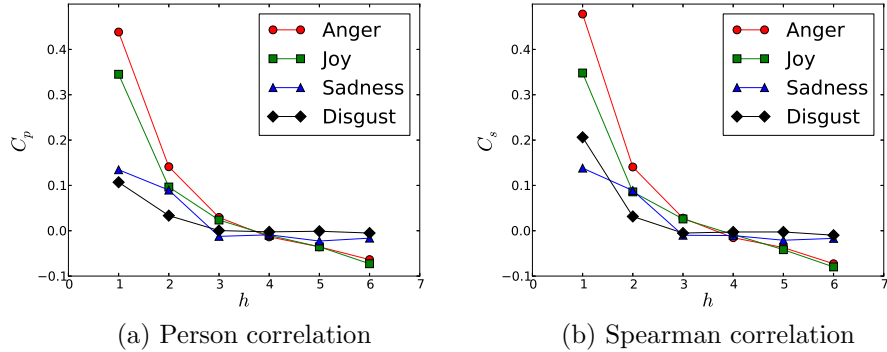 0.4
0.3
0.2
0.1
0.0
−0.1
C_p
0 1 2 3 4 5 6 7
h
Anger
Joy
Sadness
Disgust
(a) Person correlation
0.4
0.3
0.2
0.1
0.0
−0.1
C_s
0 1 2 3 4 5 6 7
h
Anger
Joy
Sadness
Disgust
(b) Spearman correlation